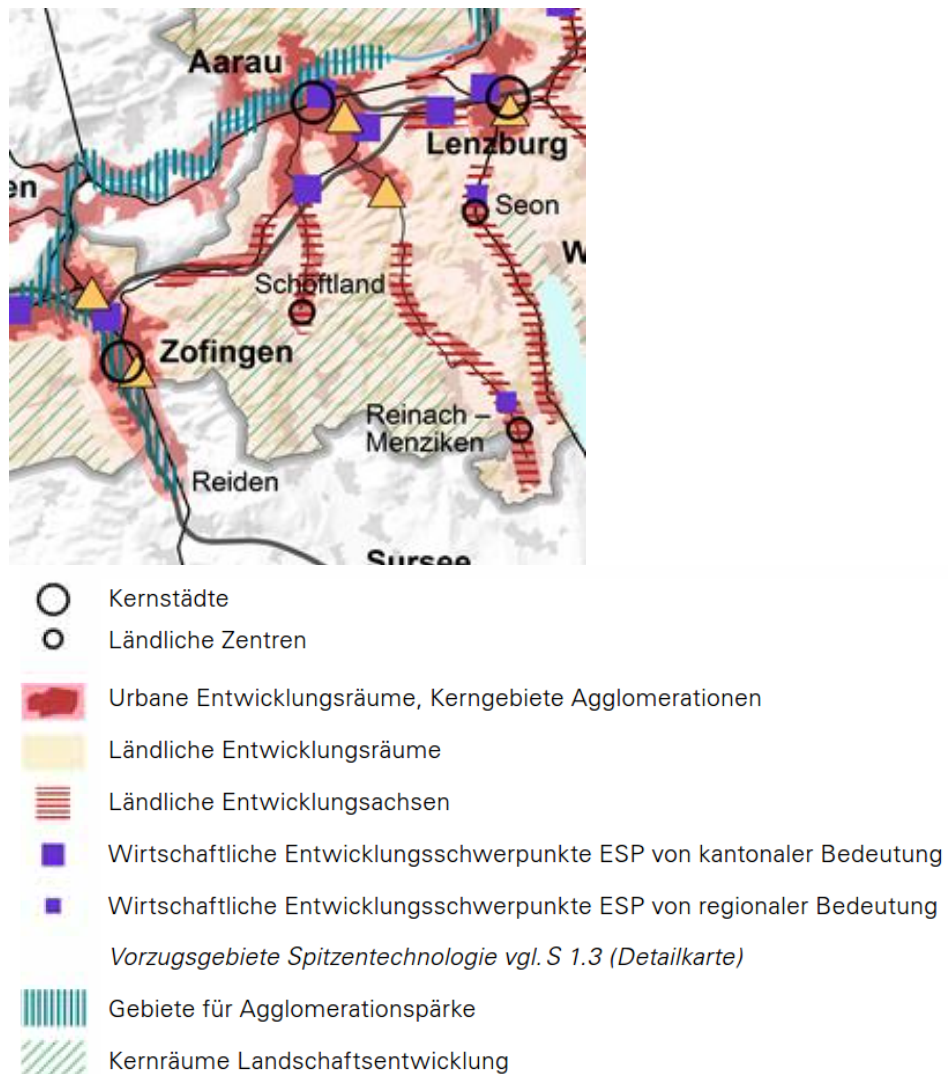 Aarau
Lenzburg
en
Seon
W
Schöftland
Zofingen
Reinach –
Menziken
Reiden
Sursee
Kernstädte
Ländliche Zentren
Urbane Entwicklungsräume, Kerngebiete Agglomerationen
Ländliche Entwicklungsräume
Ländliche Entwicklungsachsen
Wirtschaftliche Entwicklungsschwerpunkte ESP von kantonaler Bedeutung
Wirtschaftliche Entwicklungsschwerpunkte ESP von regionaler Bedeutung
Vorzugsgebiete Spitzentechnologie vgl. S 1.3 (Detailkarte)
Gebiete für Agglomerationspärke
Kernräume Landschaftsentwicklung